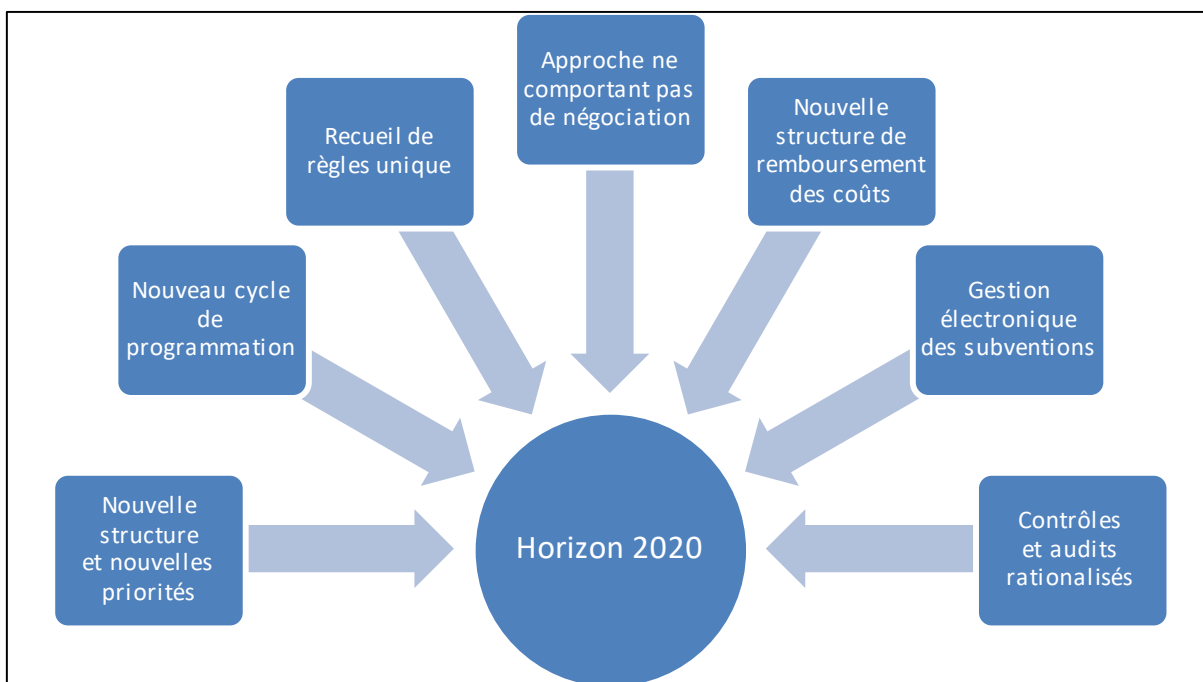 Approche ne
comportant pas
de négociation
Recueil de
règles unique
Nouvelle
structure de
remboursement
des coûts
Nouveau cycle
de
programmation
Gestion
électronique
des subventions
Nouvelle
structure
et nouvelles
priorités
Horizon 2020
Contrôles
et audits
rationalisés